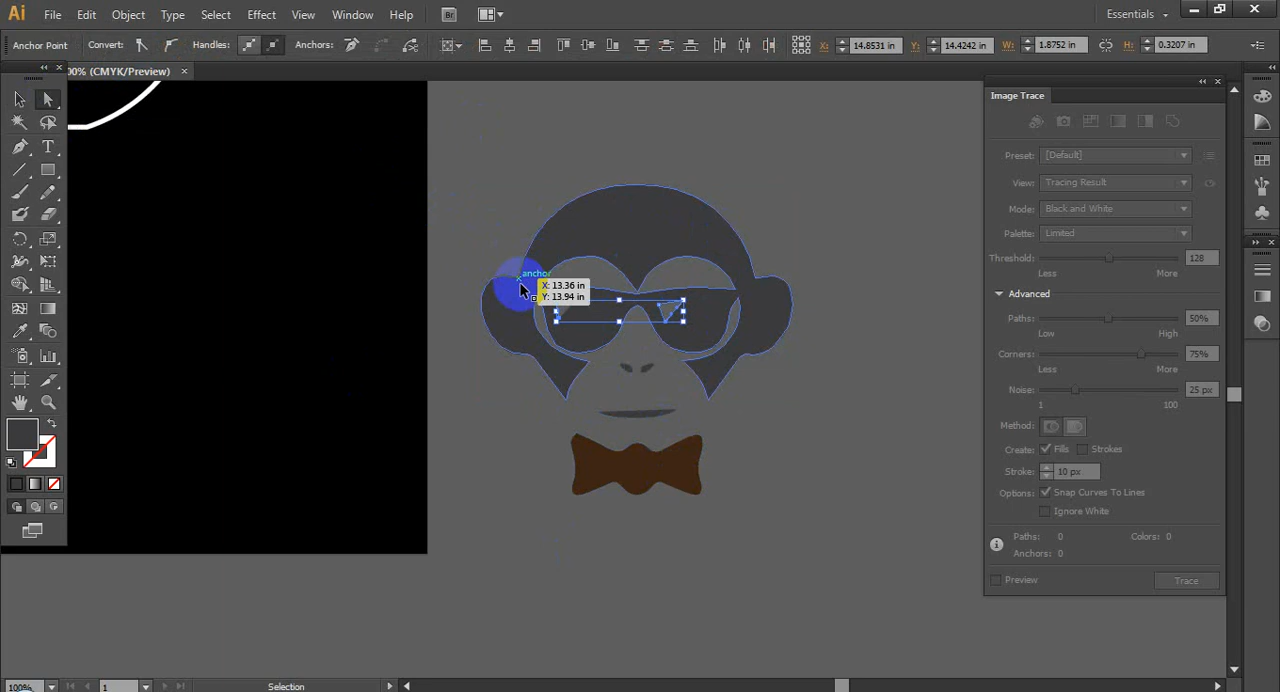 Ai File Edit Object Type Select Effect View Window Help Br Essentials
Anchor Point Convert: Handles: Anchors: X: 14.8531 in Y: 14.4242 in W: 1.8752 in H: 0.3207 in
00% (CMYK/Preview)
Image Trace
Preset: [Default]
View: Tracing Result
Mode: Black and White
Palette: Limited
Threshold: 128
Less More
Advanced
Paths: 50%
Low High
Corners: 75%
Less More
Noise: 25 px
1 100
Method:
Create: Fills Strokes
Stroke: 10 px
Options: Snap Curves To Lines
Ignore White
Paths: 0 Colors: 0
Anchors: 0
Preview Trace
anchor
X: 13.36 in
Y: 13.94 in
100% 1 Selection